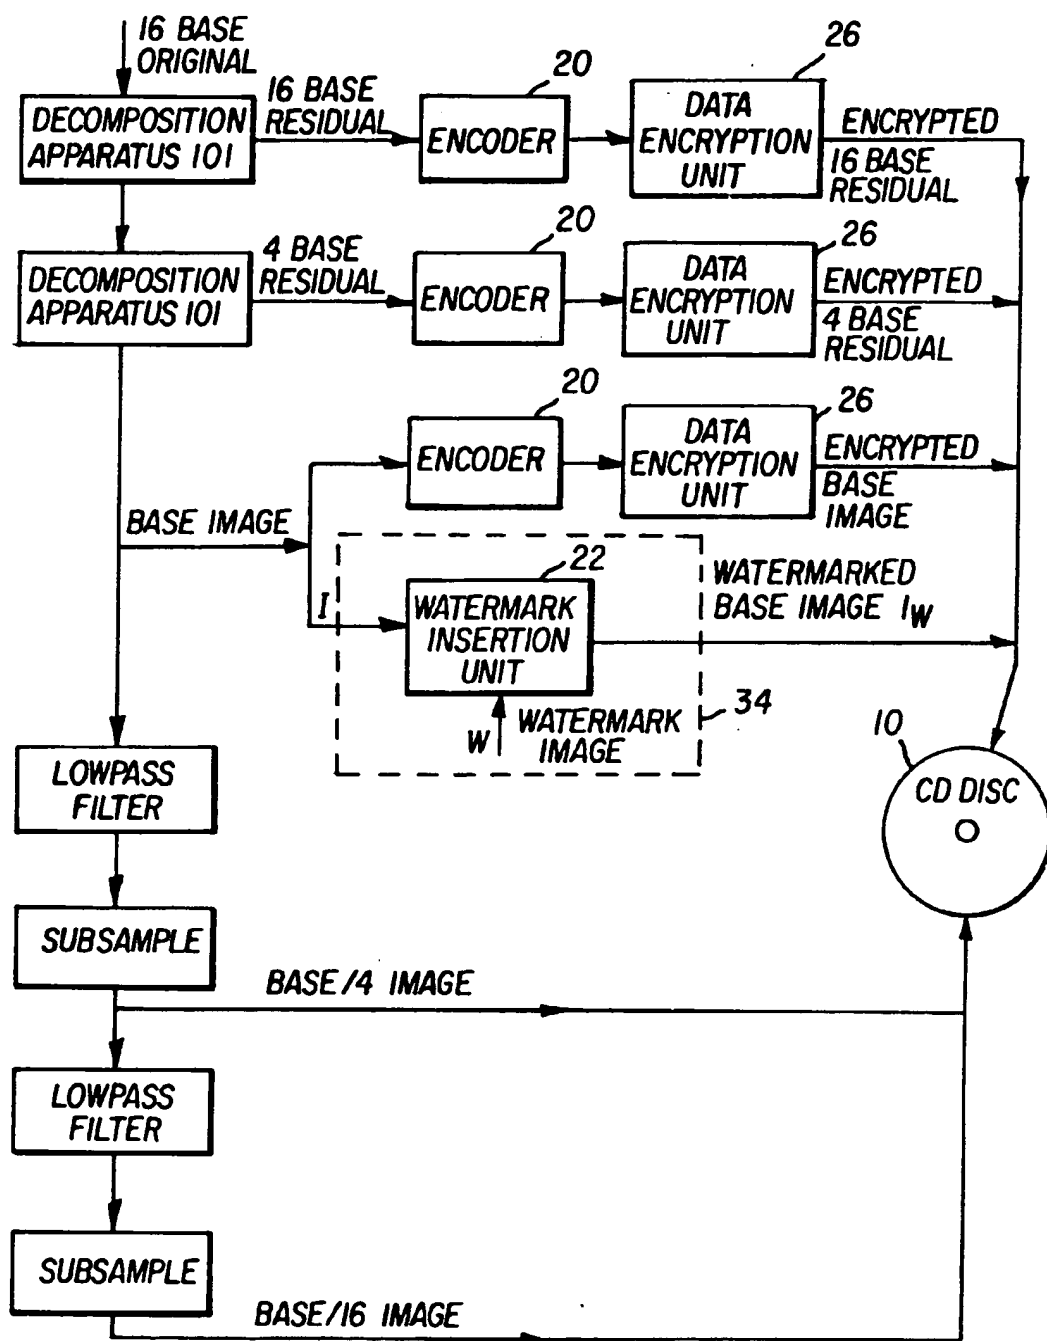 16 BASE
ORIGINAL
DECOMPOSITION
APPARATUS 101
16 BASE
RESIDUAL
20
ENCODER
26
DATA
ENCRYPTION
UNIT
ENCRYPTED
16 BASE
RESIDUAL
DECOMPOSITION
APPARATUS 101
4 BASE
RESIDUAL
20
ENCODER
26
DATA
ENCRYPTION
UNIT
ENCRYPTED
4 BASE
RESIDUAL
20
ENCODER
26
DATA
ENCRYPTION
UNIT
ENCRYPTED
BASE
IMAGE
BASE IMAGE
I
22
WATERMARK
INSERTION
UNIT
W
WATERMARK
IMAGE
34
WATERMARKED
BASE IMAGE IW
10
CD DISC
LOWPASS
FILTER
SUBSAMPLE
BASE/4 IMAGE
LOWPASS
FILTER
SUBSAMPLE
BASE/16 IMAGE